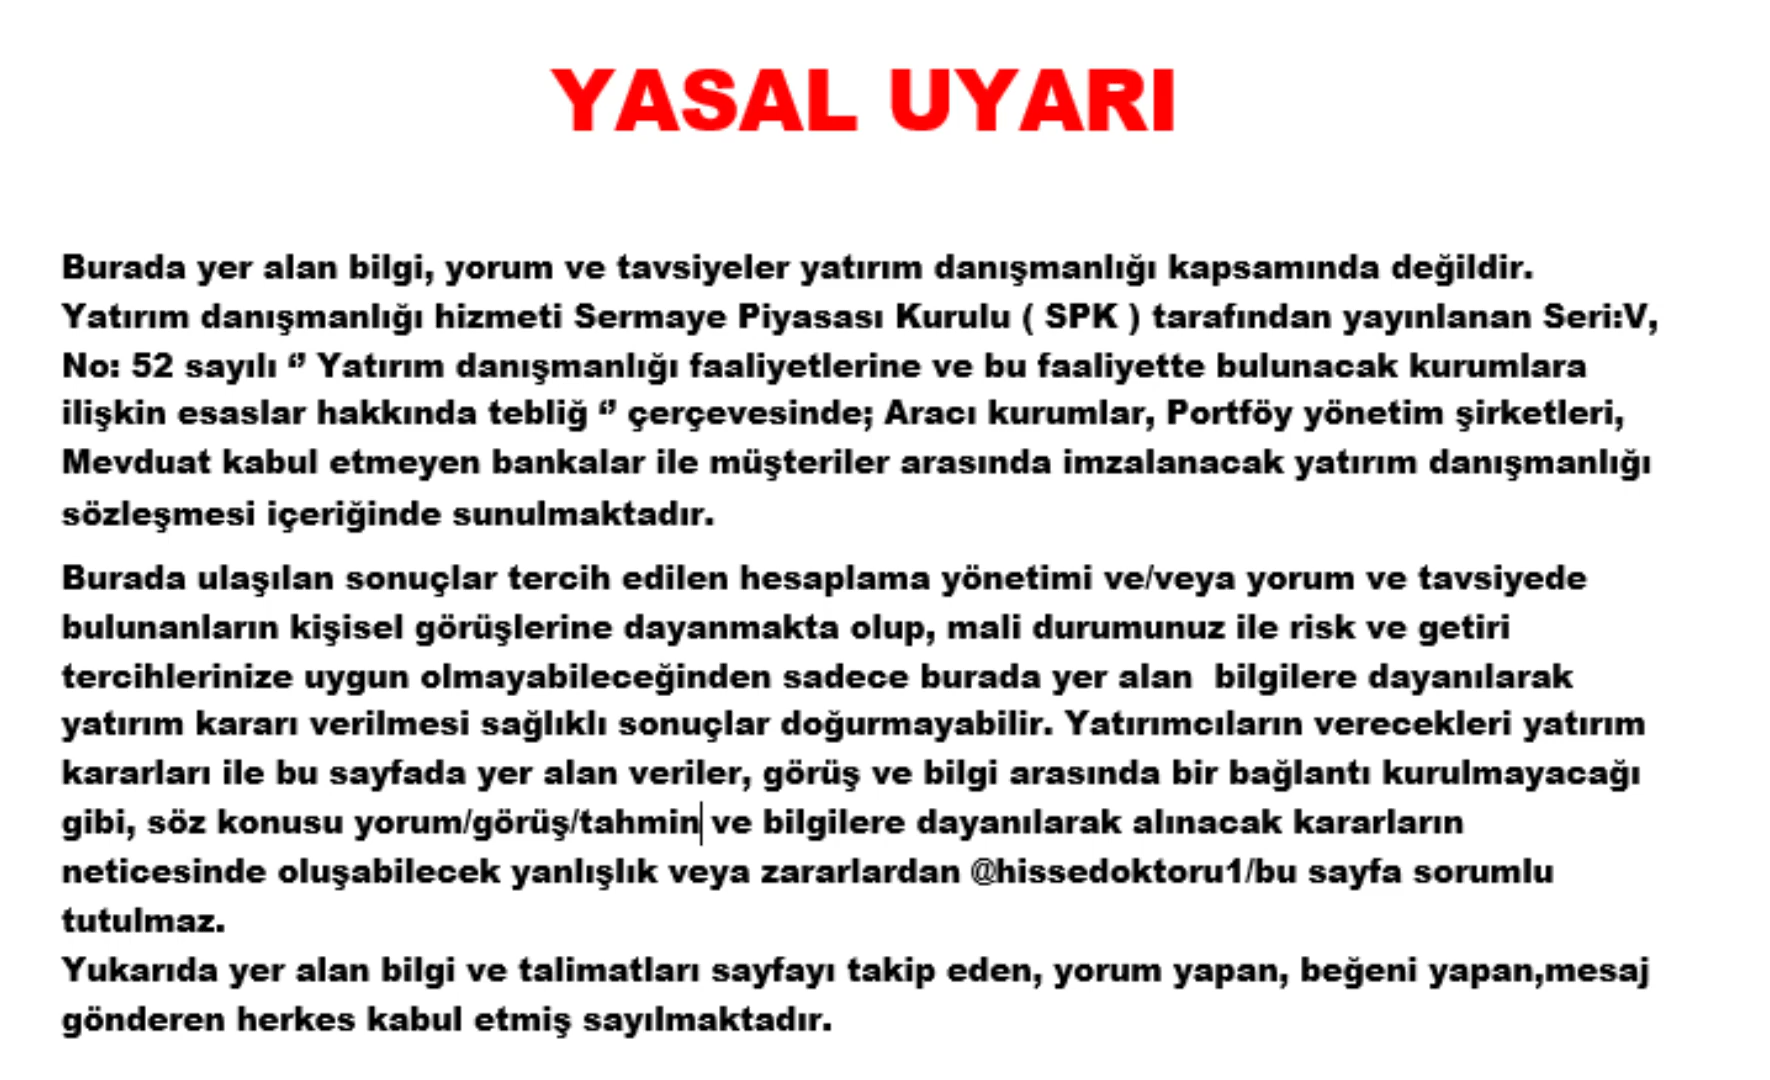 YASAL UYARI
Burada yer alan bilgi, yorum ve tavsiyeler yatırım danışmanlığı kapsamında değildir.
Yatırım danışmanlığı hizmeti Sermaye Piyasası Kurulu ( SPK ) tarafından yayınlanan Seri:V,
No: 52 sayılı “ Yatırım danışmanlığı faaliyetlerine ve bu faaliyette bulunacak kurumlara
ilişkin esaslar hakkında tebliğ “ çerçevesinde; Aracı kurumlar, Portföy yönetim şirketleri,
Mevduat kabul etmeyen bankalar ile müşteriler arasında imzalanacak yatırım danışmanlığı
sözleşmesi içeriğinde sunulmaktadır.
Burada ulaşılan sonuçlar tercih edilen hesaplama yönetimi ve/veya yorum ve tavsiyede
bulunanların kişisel görüşlerine dayanmakta olup, mali durumunuz ile risk ve getiri
tercihlerinize uygun olmayabileceğinden sadece burada yer alan  bilgilere dayanılarak
yatırım kararı verilmesi sağlıklı sonuçlar doğurmayabilir. Yatırımcıların verecekleri yatırım
kararları ile bu sayfada yer alan veriler, görüş ve bilgi arasında bir bağlantı kurulmayacağı
gibi, söz konusu yorum/görüş/tahmin ve bilgilere dayanılarak alınacak kararların
neticesinde oluşabilecek yanlışlık veya zararlardan @hissedoktoru1/bu sayfa sorumlu
tutulmaz.
Yukarıda yer alan bilgi ve talimatları sayfayı takip eden, yorum yapan, beğeni yapan,mesaj
gönderen herkes kabul etmiş sayılmaktadır.